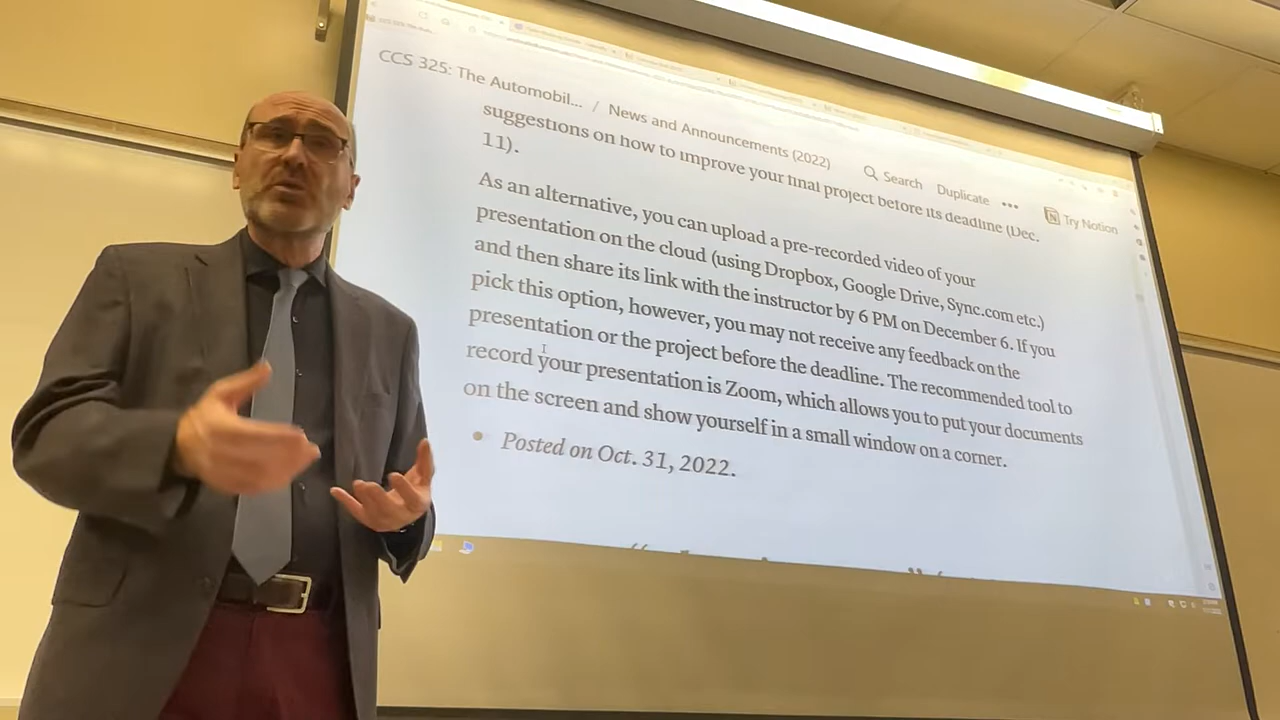 CCS 325: The Automobil... / News and Announcements (2022)
Search Duplicate ••• Try Notion
suggestions on how to improve your final project before its deadline (Dec.
11).
As an alternative, you can upload a pre-recorded video of your
presentation on the cloud (using Dropbox, Google Drive, Sync.com etc.)
and then share its link with the instructor by 6 PM on December 6. If you
pick this option, however, you may not receive any feedback on the
presentation or the project before the deadline. The recommended tool to
record your presentation is Zoom, which allows you to put your documents
on the screen and show yourself in a small window on a corner.
• Posted on Oct. 31, 2022.